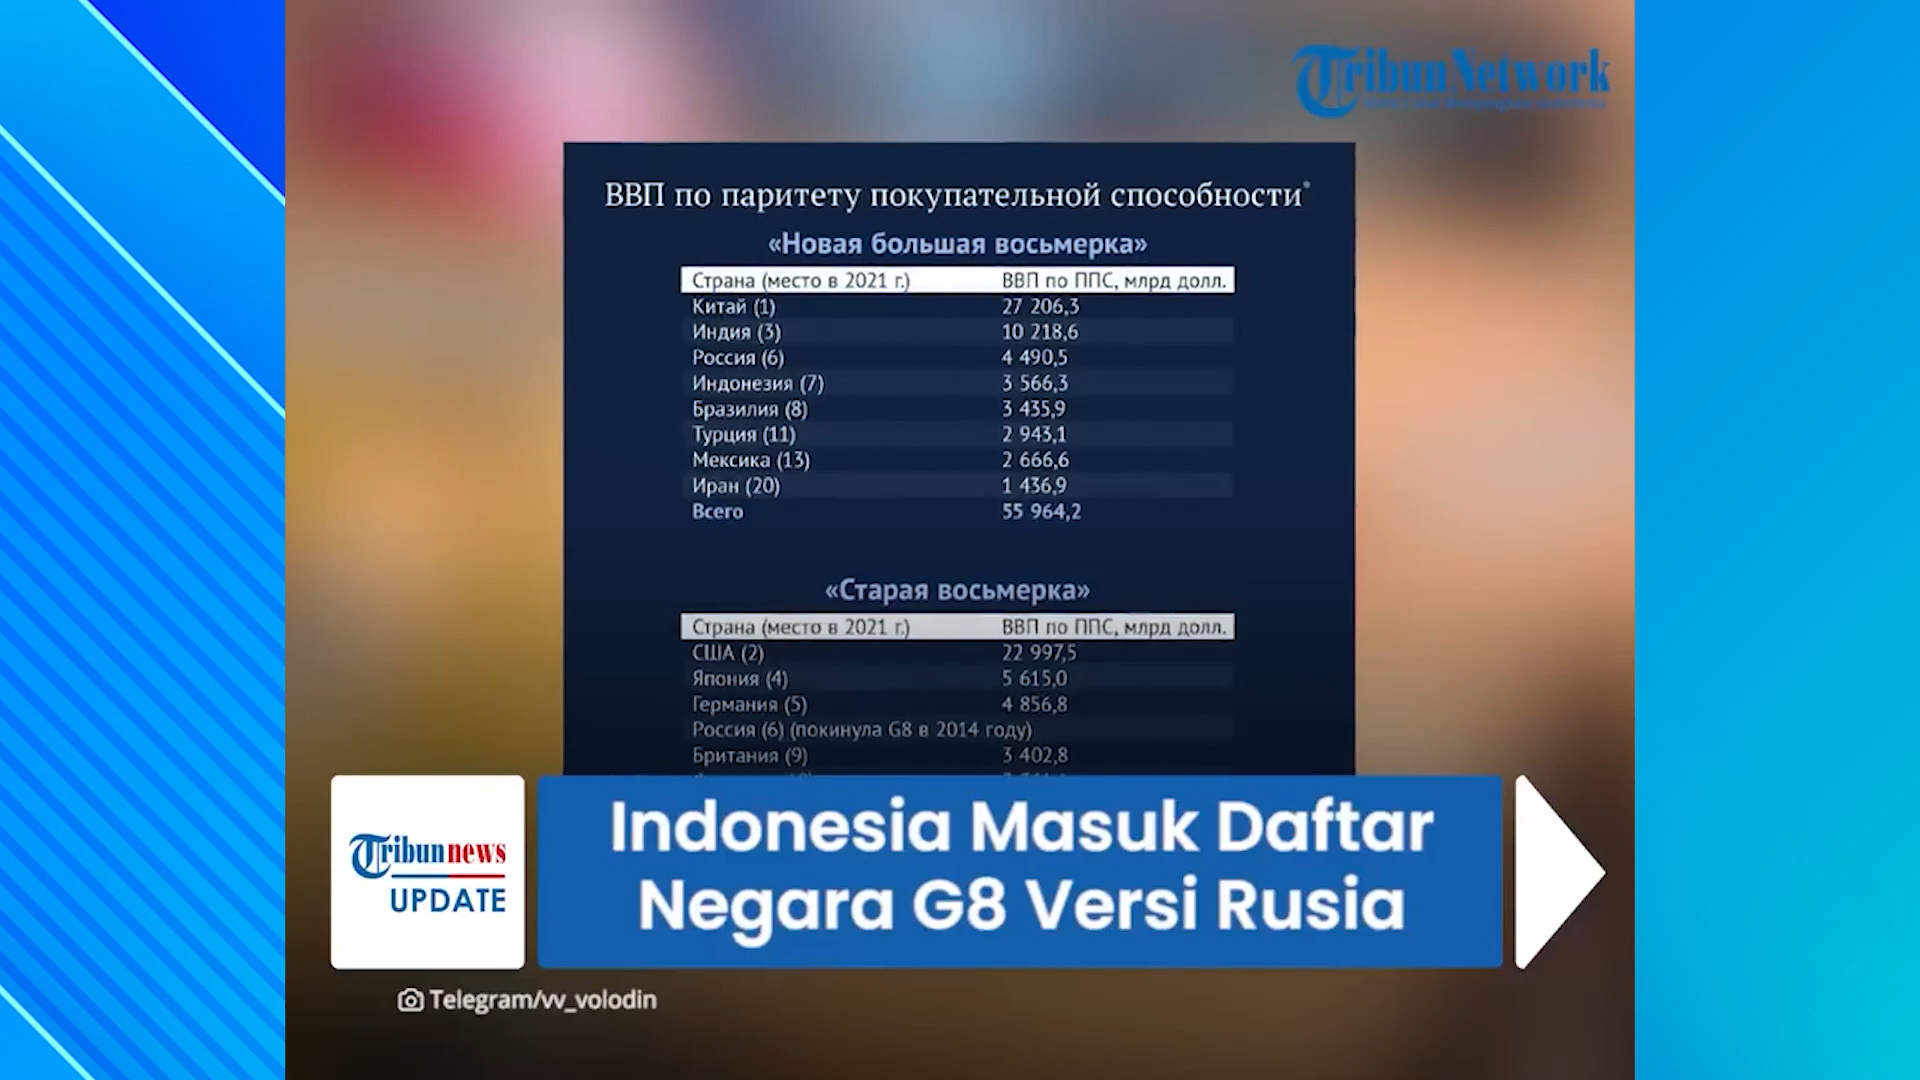 Tribun Network
ВВП по паритету покупательной способности*
«Новая большая восьмерка»
Страна (место в 2021 г.) ВВП по ППС, млрд долл.
Китай (1) 27 206,3
Индия (3) 10 218,6
Россия (6) 4 490,5
Индонезия (7) 3 566,3
Бразилия (8) 3 435,9
Турция (11) 2 943,1
Мексика (13) 2 666,6
Иран (20) 1 436,9
Всего 55 964,2
«Старая восьмерка»
Страна (место в 2021 г.) ВВП по ППС, млрд долл.
США (2) 22 997,5
Япония (4) 5 615,0
Германия (5) 4 856,8
Россия (6) (покинула G8 в 2014 году)
Британия (9) 3 402,8
Tribunnews
UPDATE
Indonesia Masuk Daftar
Negara G8 Versi Rusia
Telegram/vv_volodin